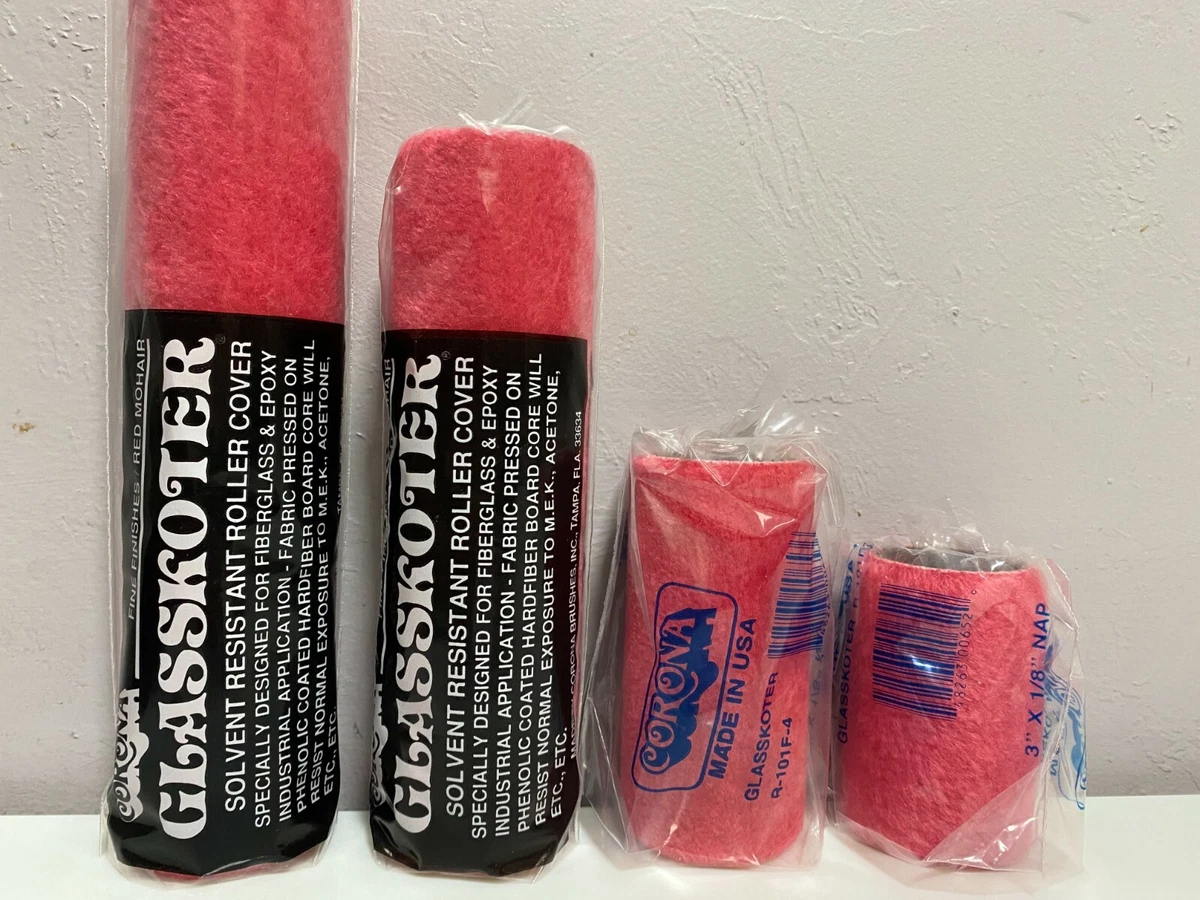 FINE FINISHES / RED MOHAIR
CORONA
GLASSKOTER
SOLVENT RESISTANT ROLLER COVER
SPECIALLY DESIGNED FOR FIBERGLASS & EPOXY
INDUSTRIAL APPLICATION - FABRIC PRESSED ON
PHENOLIC COATED HARDFIBER BOARD CORE WILL
RESIST NORMAL EXPOSURE TO M.E.K., ACETONE,
ETC., ETC.
GLASSKOTER
SOLVENT RESISTANT ROLLER COVER
SPECIALLY DESIGNED FOR FIBERGLASS & EPOXY
INDUSTRIAL APPLICATION - FABRIC PRESSED ON
PHENOLIC COATED HARDFIBER BOARD CORE WILL
RESIST NORMAL EXPOSURE TO M.E.K., ACETONE,
ETC., ETC.
CORONA BRUSHES, INC., TAMPA, FLA. 33634
CORONA
MADE IN USA
GLASSKOTER
R-101F-4
GLASSKOTER
3" X 1/8" NAP